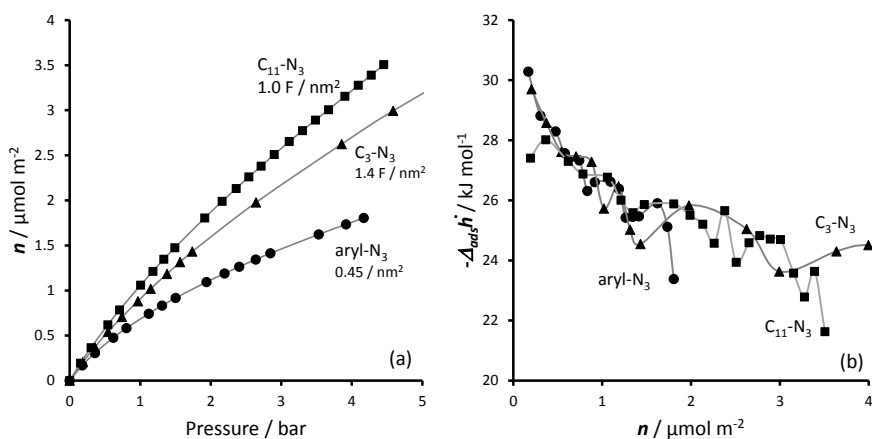 4
3.5
3
2.5
2
1.5
1
0.5
0
n / µmol m⁻²
C₁₁-N₃
1.0 F / nm²
C₃-N₃
1.4 F / nm²
aryl-N₃
0.45 / nm²
(a)
0 1 2 3 4 5
Pressure / bar
32
30
28
26
24
22
20
-Δₐdₛh˙ / kJ mol⁻¹
C₃-N₃
aryl-N₃
C₁₁-N₃
(b)
0 1 2 3 4
n / µmol m⁻²